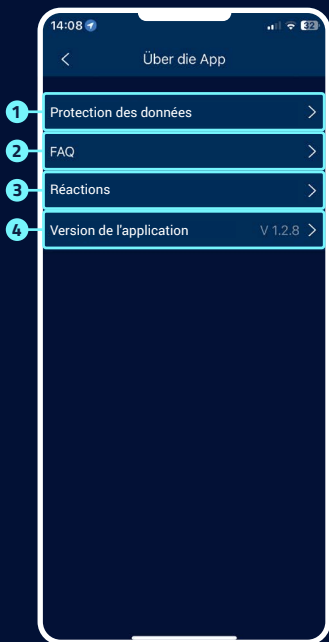 14:08
32
Über die App
1 Protection des données
2 FAQ
3 Réactions
4 Version de l'application V 1.2.8